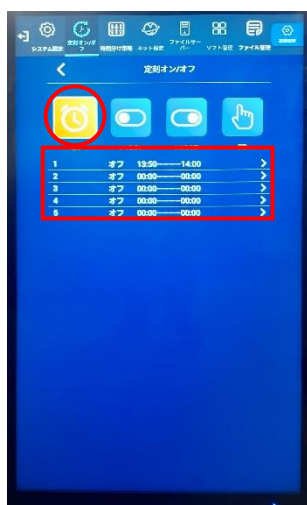 システム設定 定刻オン/オフ 時間分け音量 ネット設定 ファイルサーバー ソフト管理 ファイル管理
定刻オン/オフ
1 オフ 13:50——14:00
2 オフ 00:00——00:00
3 オフ 00:00——00:00
4 オフ 00:00——00:00
5 オフ 00:00——00:00